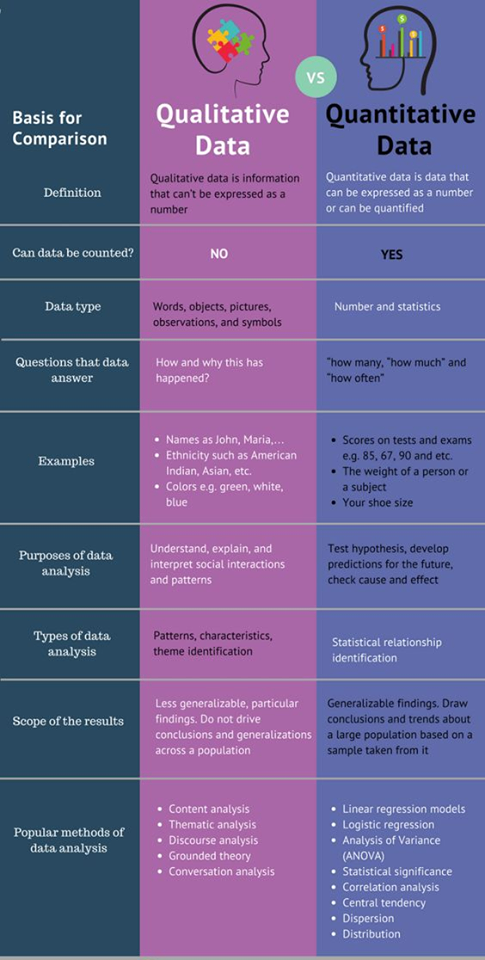 VS
Basis for
Comparison
Qualitative
Data
Quantitative
Data
Definition
Qualitative data is information
that can't be expressed as a
number
Quantitative data is data that
can be expressed as a number
or can be quantified
Can data be counted?
NO
YES
Data type
Words, objects, pictures,
observations, and symbols
Number and statistics
Questions that data
answer
How and why this has
happened?
“how many, “how much” and
“how often”
Examples
• Names as John, Maria,...
• Ethnicity such as American
Indian, Asian, etc.
• Colors e.g. green, white,
blue
• Scores on tests and exams
e.g. 85, 67, 90 and etc.
• The weight of a person or
a subject
• Your shoe size
Purposes of data
analysis
Understand, explain, and
interpret social interactions
and patterns
Test hypothesis, develop
predictions for the future,
check cause and effect
Types of data
analysis
Patterns, characteristics,
theme identification
Statistical relationship
identification
Scope of the results
Less generalizable, particular
findings. Do not drive
conclusions and generalizations
across a population
Generalizable findings. Draw
conclusions and trends about
a large population based on a
sample taken from it
Popular methods of
data analysis
• Content analysis
• Thematic analysis
• Discourse analysis
• Grounded theory
• Conversation analysis
• Linear regression models
• Logistic regression
• Analysis of Variance
(ANOVA)
• Statistical significance
• Correlation analysis
• Central tendency
• Dispersion
• Distribution